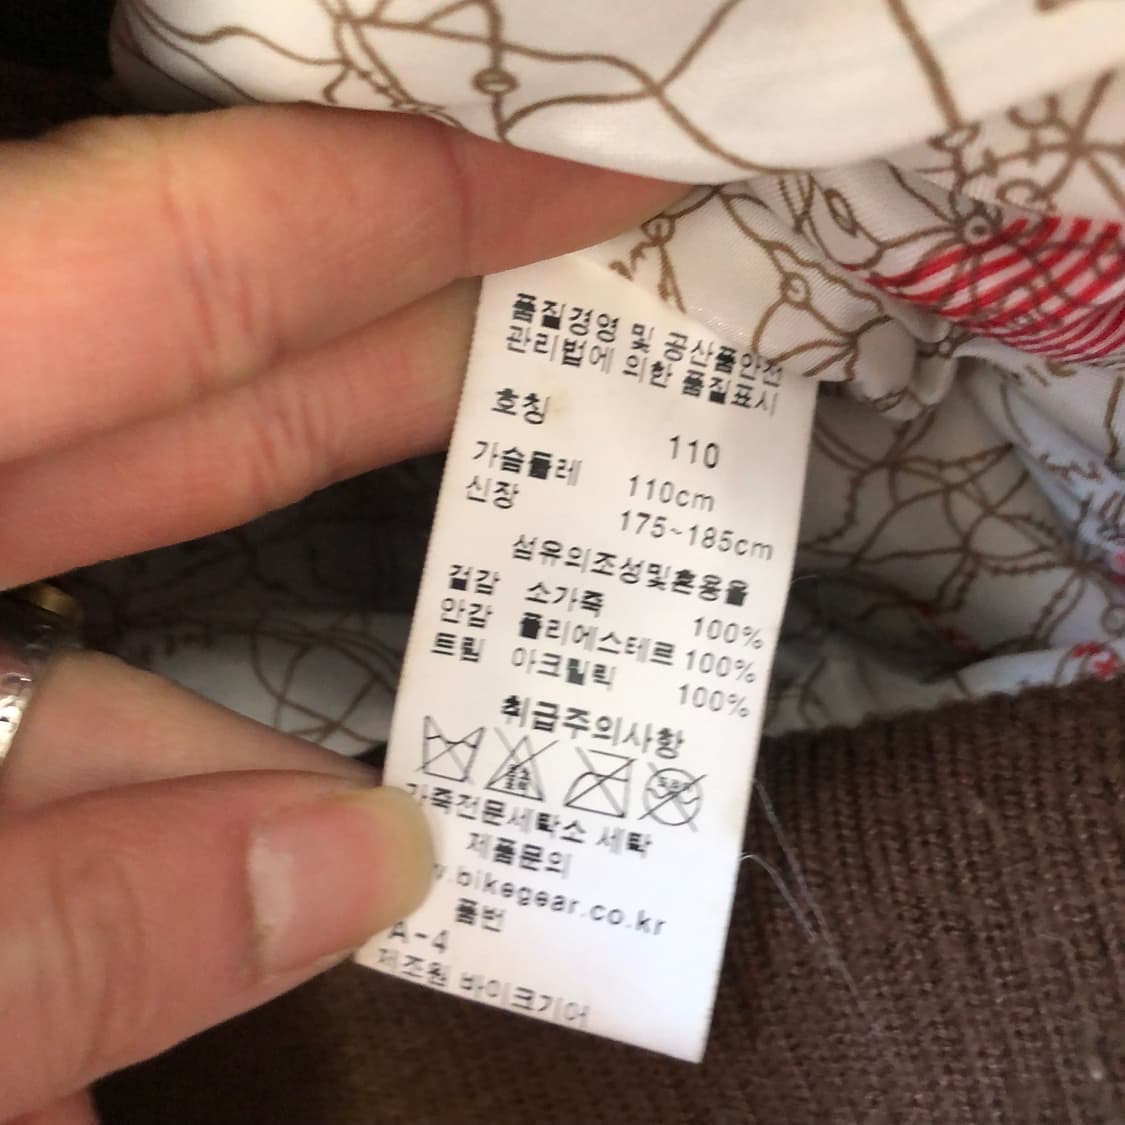 품질경영 및 공산품안전
관리법에 의한 품질표시
호칭 110
가슴둘레 110cm
신장 175~185cm
섬유의조성및혼용율
겉감 소가죽 100%
안감 폴리에스테르 100%
트림 아크릴릭 100%
취급주의사항
가죽전문세탁소 세탁
제품문의
.bikegear.co.kr
품번
A-4
제조원 바이크기어